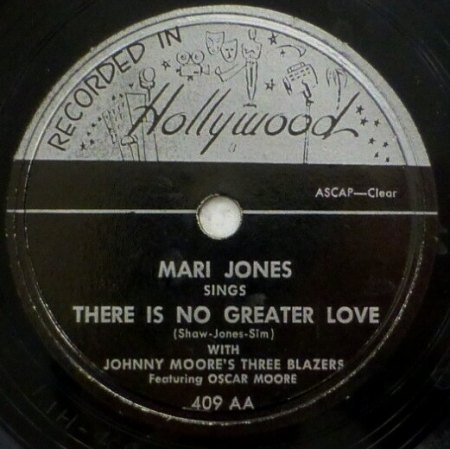 RECORDED IN
Hollywood
ASCAP—Clear
MARI JONES
SINGS
THERE IS NO GREATER LOVE
(Shaw-Jones-Sim)
WITH
JOHNNY MOORE'S THREE BLAZERS
Featuring OSCAR MOORE
409 AA